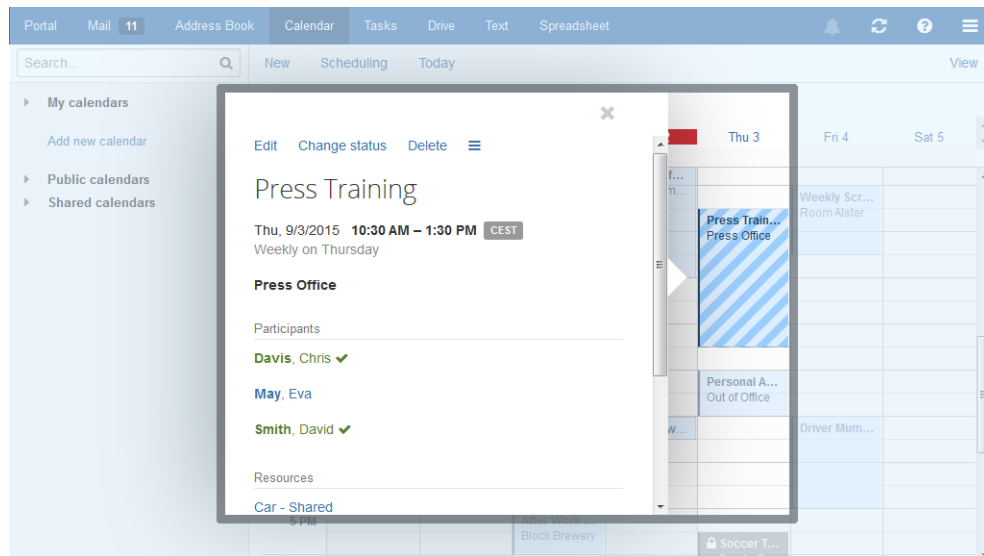 Portal Mail 11 Address Book Calendar Tasks Drive Text Spreadsheet
Search... New Scheduling Today View
My calendars
Add new calendar
Public calendars
Shared calendars
Edit Change status Delete
Press Training
Thu, 9/3/2015 10:30 AM – 1:30 PM CEST
Weekly on Thursday
Press Office
Participants
Davis, Chris
May, Eva
Smith, David
Resources
Car - Shared
Thu 3 Fri 4 Sat 5
Weekly Scr...
Room Alster
Press Train...
Press Office
Personal A...
Out of Office
Driver Mum...
5 PM
After Work ...
Block Brewery
Soccer T...